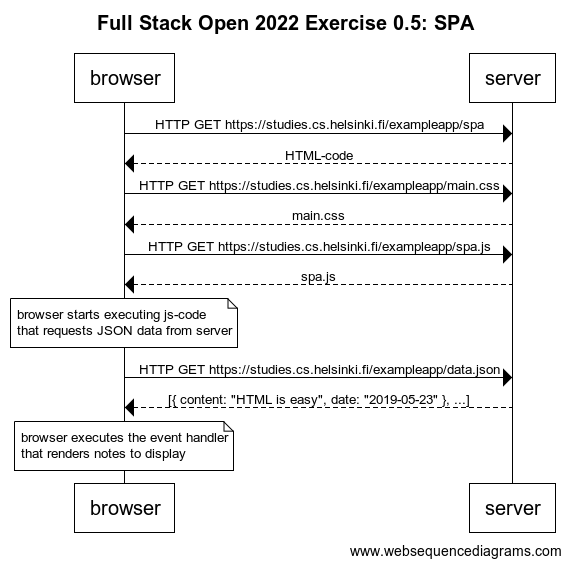 Full Stack Open 2022 Exercise 0.5: SPA
browser
server
HTTP GET https://studies.cs.helsinki.fi/exampleapp/spa
HTML-code
HTTP GET https://studies.cs.helsinki.fi/exampleapp/main.css
main.css
HTTP GET https://studies.cs.helsinki.fi/exampleapp/spa.js
spa.js
browser starts executing js-code
that requests JSON data from server
HTTP GET https://studies.cs.helsinki.fi/exampleapp/data.json
[{ content: "HTML is easy", date: "2019-05-23" }, ...]
browser executes the event handler
that renders notes to display
browser
server
www.websequencediagrams.com